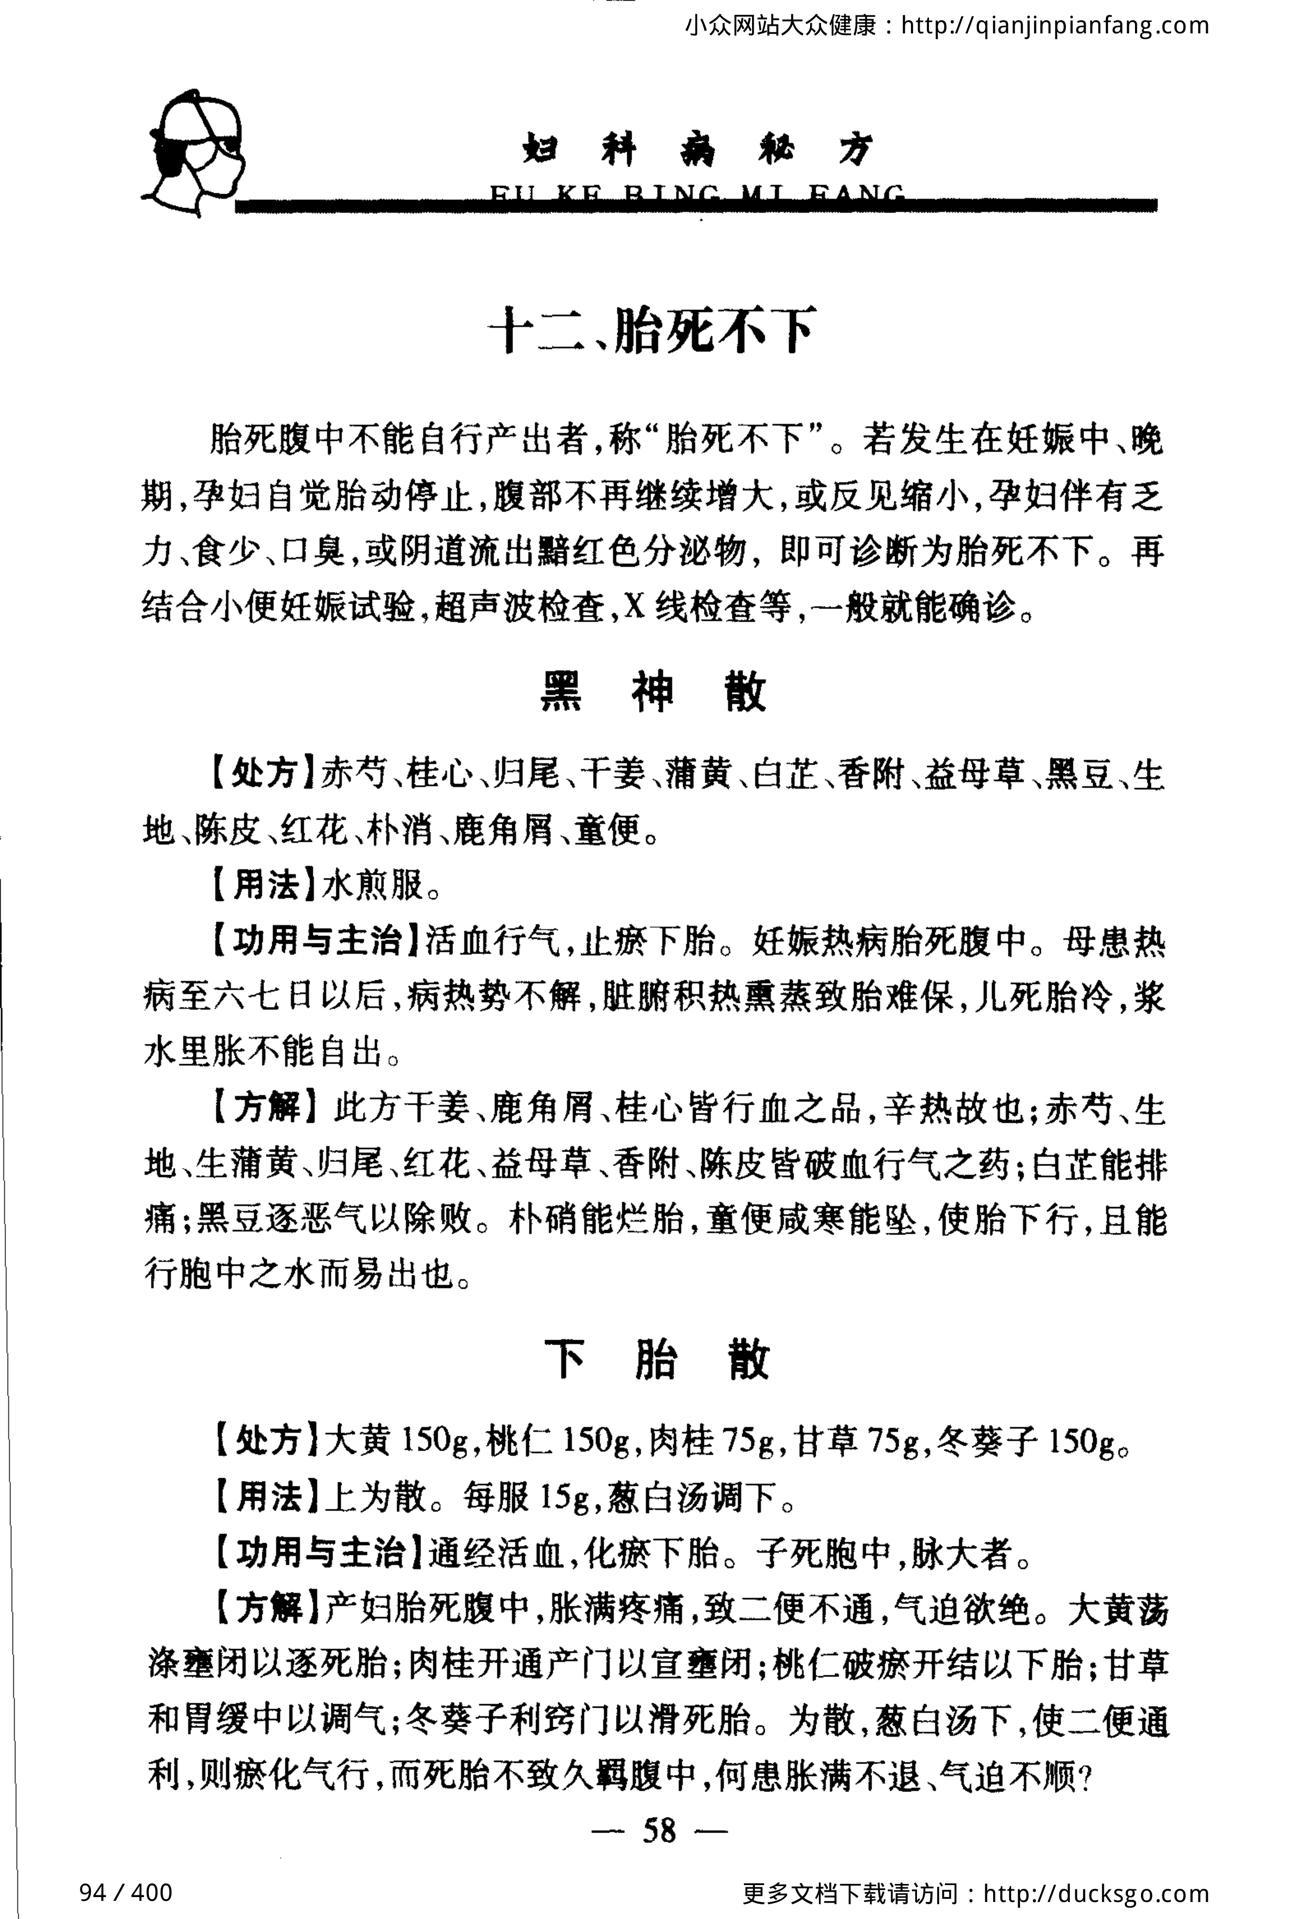 小众网站大众健康：http://qianjinpianfang.com
妇科病秘方
FU KE BING MI FANG
十二、胎死不下
胎死腹中不能自行产出者,称“胎死不下”。若发生在妊娠中、晚
期,孕妇自觉胎动停止,腹部不再继续增大,或反见缩小,孕妇伴有乏
力、食少、口臭,或阴道流出黯红色分泌物,即可诊断为胎死不下。再
结合小便妊娠试验,超声波检查,X线检查等,一般就能确诊。
黑神散
【处方】赤芍、桂心、归尾、干姜、蒲黄、白芷、香附、益母草、黑豆、生
地、陈皮、红花、朴消、鹿角屑、童便。
【用法】水煎服。
【功用与主治】活血行气,止瘀下胎。妊娠热病胎死腹中。母患热
病至六七日以后,病热势不解,脏腑积热熏蒸致胎难保,儿死胎冷,浆
水里胀不能自出。
【方解】此方干姜、鹿角屑、桂心皆行血之品,辛热故也;赤芍、生
地、生蒲黄、归尾、红花、益母草、香附、陈皮皆破血行气之药;白芷能排
痛;黑豆逐恶气以除败。朴硝能烂胎,童便咸寒能坠,使胎下行,且能
行胞中之水而易出也。
下胎散
【处方】大黄150g,桃仁150g,肉桂75g,甘草75g,冬葵子150g。
【用法】上为散。每服15g,葱白汤调下。
【功用与主治】通经活血,化瘀下胎。子死胞中,脉大者。
【方解】产妇胎死腹中,胀满疼痛,致二便不通,气迫欲绝。大黄荡
涤壅闭以逐死胎;肉桂开通产门以宣壅闭;桃仁破瘀开结以下胎;甘草
和胃缓中以调气;冬葵子利窍门以滑死胎。为散,葱白汤下,使二便通
利,则瘀化气行,而死胎不致久羁腹中,何患胀满不退、气迫不顺?
— 58 —
94 / 400
更多文档下载请访问：http://ducksgo.com